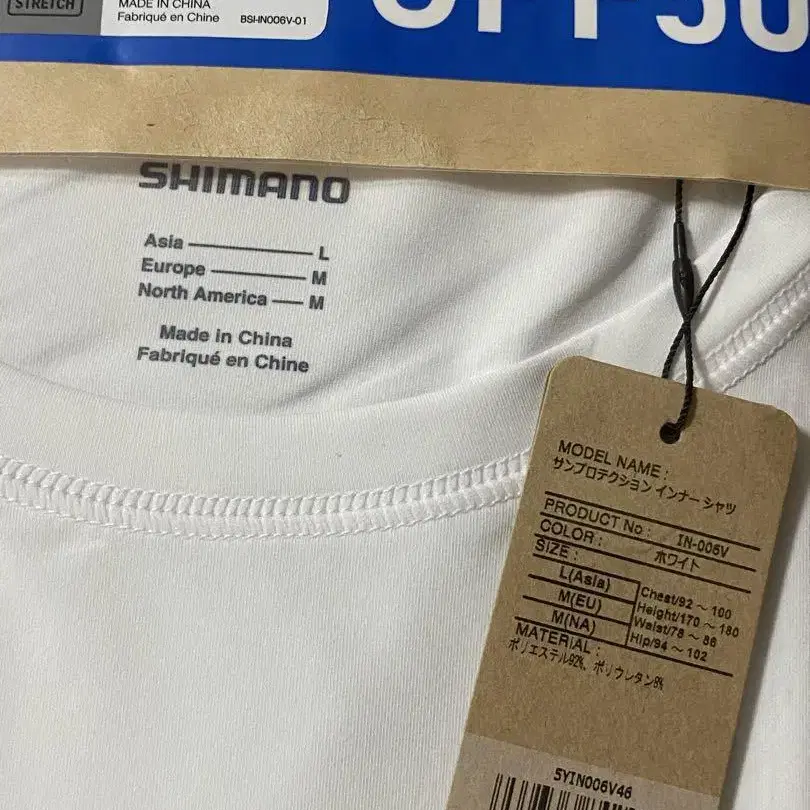 STRETCH
MADE IN CHINA
Fabriqué en Chine
BSHN006V-01
UPF50
SHIMANO
Asia L
Europe M
North America M
Made in China
Fabriqué en Chine
MODEL NAME :
サンプロテクション インナー シャツ
PRODUCT No : IN-006V
COLOR : ホワイト
SIZE :
L(Asia)
M(EU)
M(NA)
Chest/92 ～ 100
Height/170 ～ 180
Waist/78 ～ 86
Hip/94 ～ 102
MATERIAL :
ポリエステル92%、ポリウレタン8%
5YIN006V46